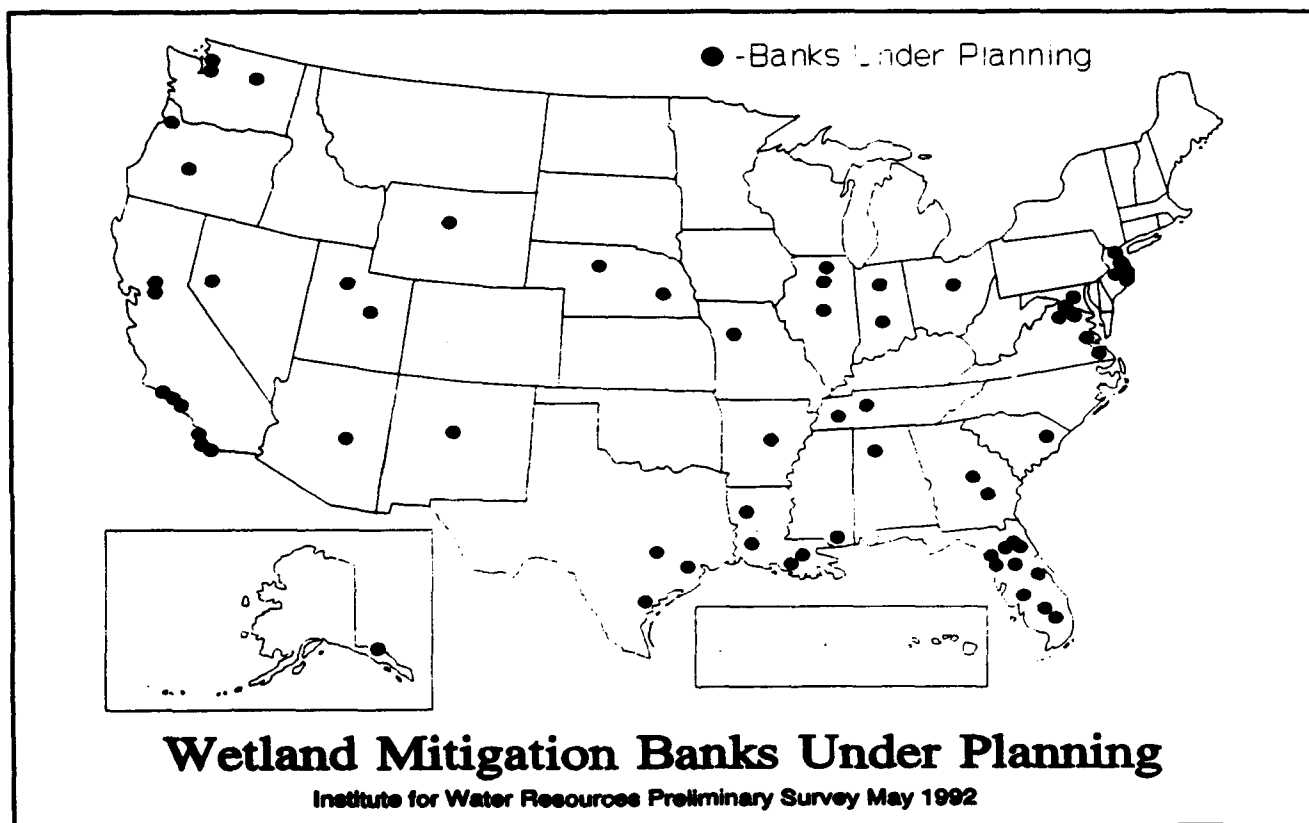 -Banks Under Planning
Wetland Mitigation Banks Under Planning
Institute for Water Resources Preliminary Survey May 1992